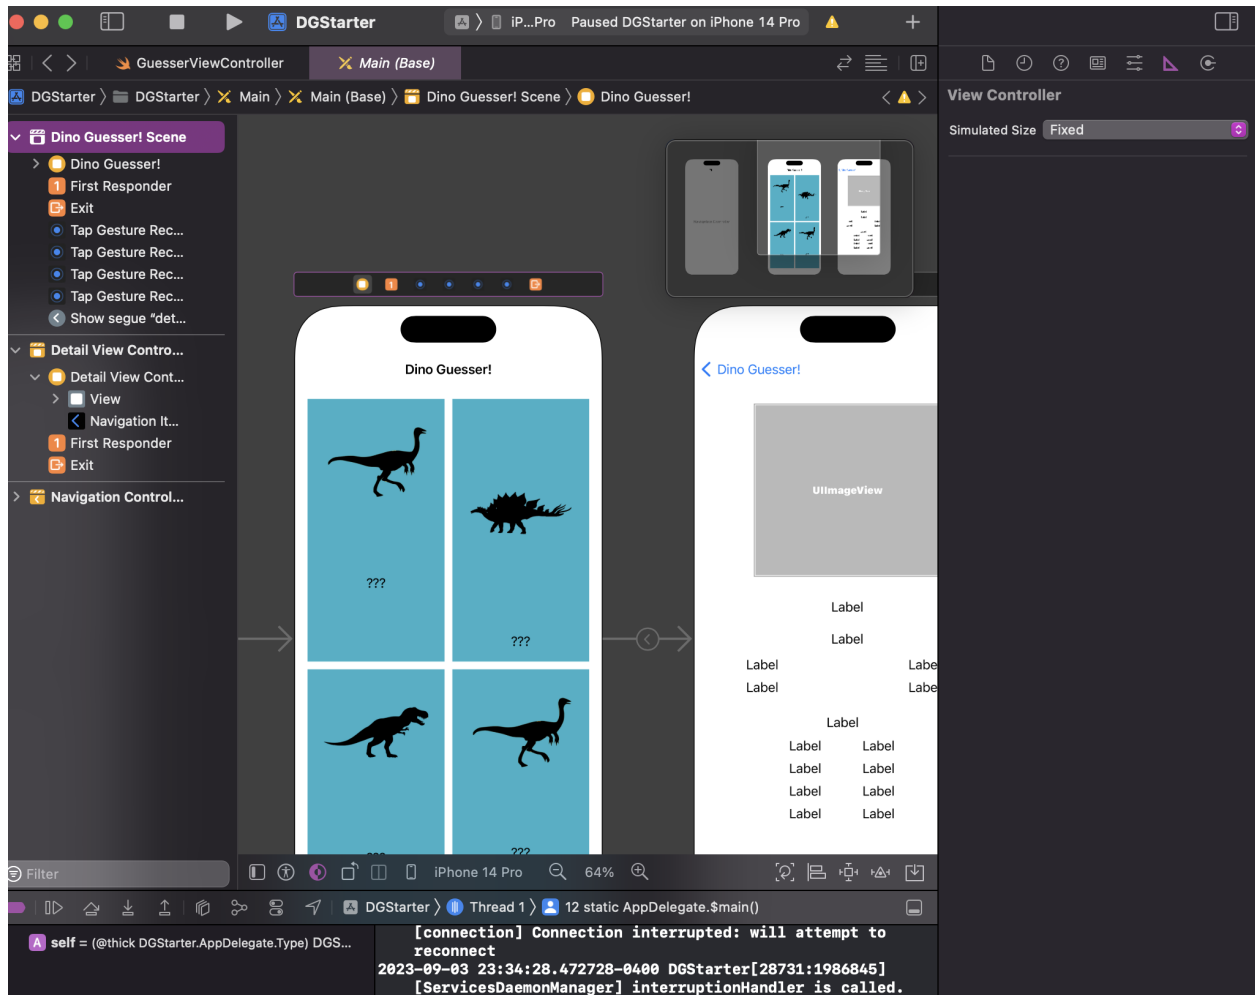 DGStarter
iP...Pro Paused DGStarter on iPhone 14 Pro
GuesserViewController
Main (Base)
DGStarter
DGStarter
Main
Main (Base)
Dino Guesser! Scene
Dino Guesser!
View Controller
Simulated Size Fixed
Dino Guesser! Scene
Dino Guesser!
1 First Responder
Exit
Tap Gesture Rec...
Tap Gesture Rec...
Tap Gesture Rec...
Tap Gesture Rec...
Show segue “det...
Detail View Contro...
Detail View Cont...
View
Navigation It...
1 First Responder
Exit
Navigation Control...
Filter
1
Dino Guesser!
???
???
???
???
Dino Guesser!
UIImageView
Label
Label
Label Labe
Label Labe
Label
Label Label
Label Label
Label Label
Label Label
iPhone 14 Pro
64%
DGStarter
Thread 1
12 static AppDelegate.$main()
A self = (@thick DGStarter.AppDelegate.Type) DGS...
[connection] Connection interrupted: will attempt to
reconnect
2023-09-03 23:34:28.472728-0400 DGStarter[28731:1986845]
[ServicesDaemonManager] interruptionHandler is called.